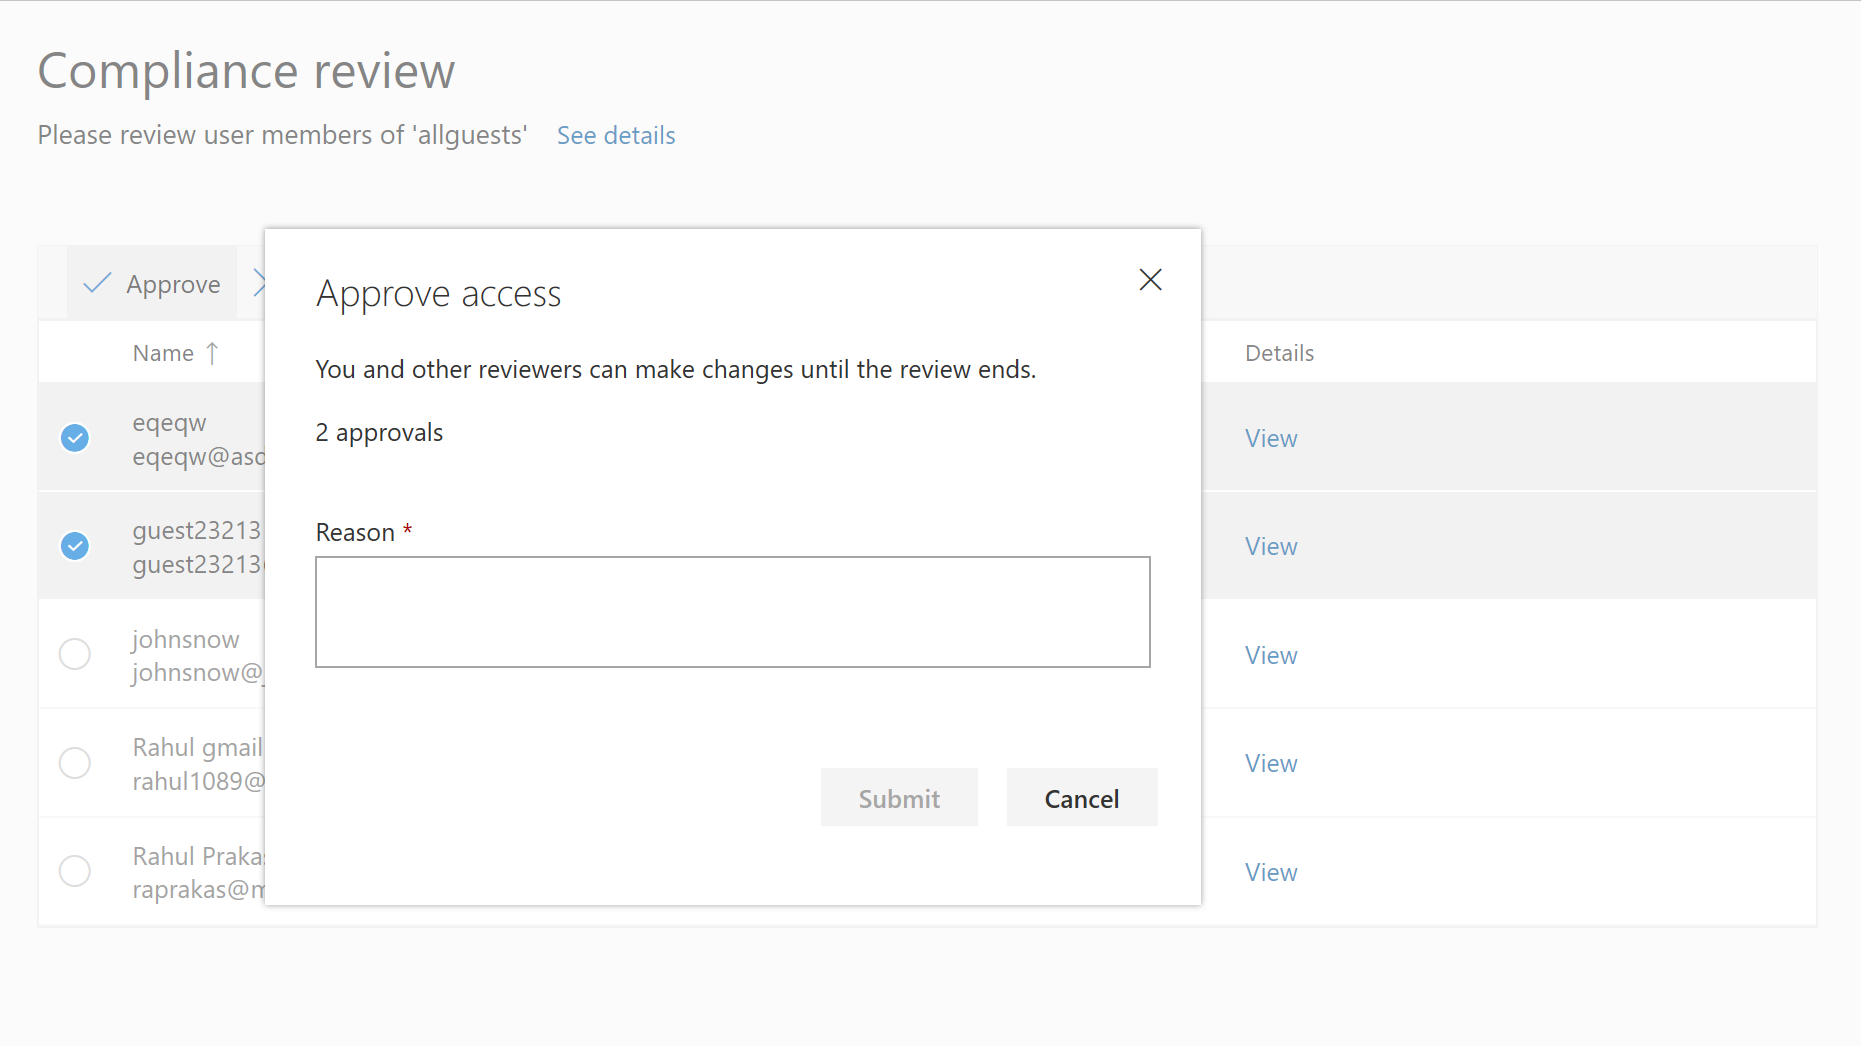 Compliance review
Please review user members of 'allguests' See details
Approve
Approve access
You and other reviewers can make changes until the review ends.
2 approvals
Reason *
Submit Cancel
Name ↑ Details
eqeqw
eqeqw@asd
View
guest23213
guest23213
View
johnsnow
johnsnow@
View
Rahul gmail
rahul1089@
View
Rahul Prakas
raprakas@m
View